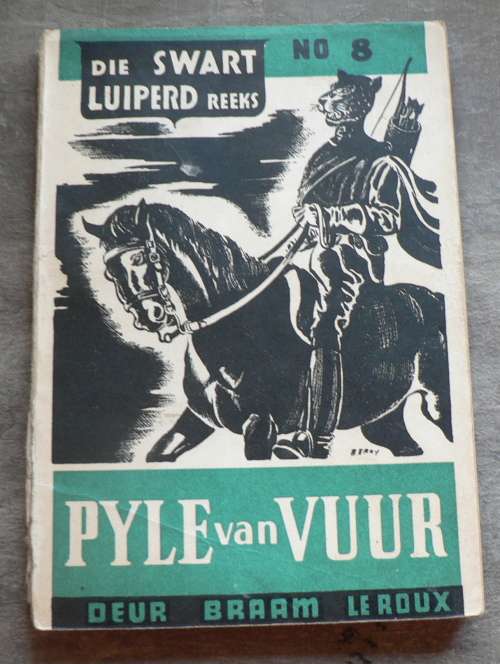 NO 8
DIE SWART
LUIPERD REEKS
BERRY
PYLE van VUUR
DEUR BRAAM LE ROUX